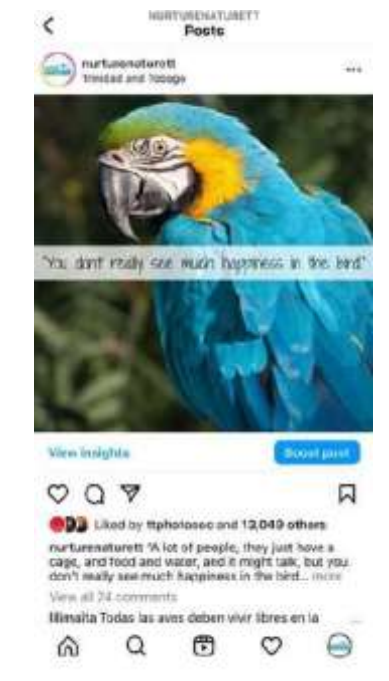 NURTURENATURETT
Posts
nurturenaturett
Trinidad and Tobago
"You don't really see much happiness in the bird."
View insights
Boost post
Liked by ttphotosoc and 13,049 others
nurturenaturett "A lot of people, they just have a
cage, and food and water, and it might talk, but you
don't really see much happiness in the bird... more
View all 24 comments
Todas las aves deben vivir libres en la